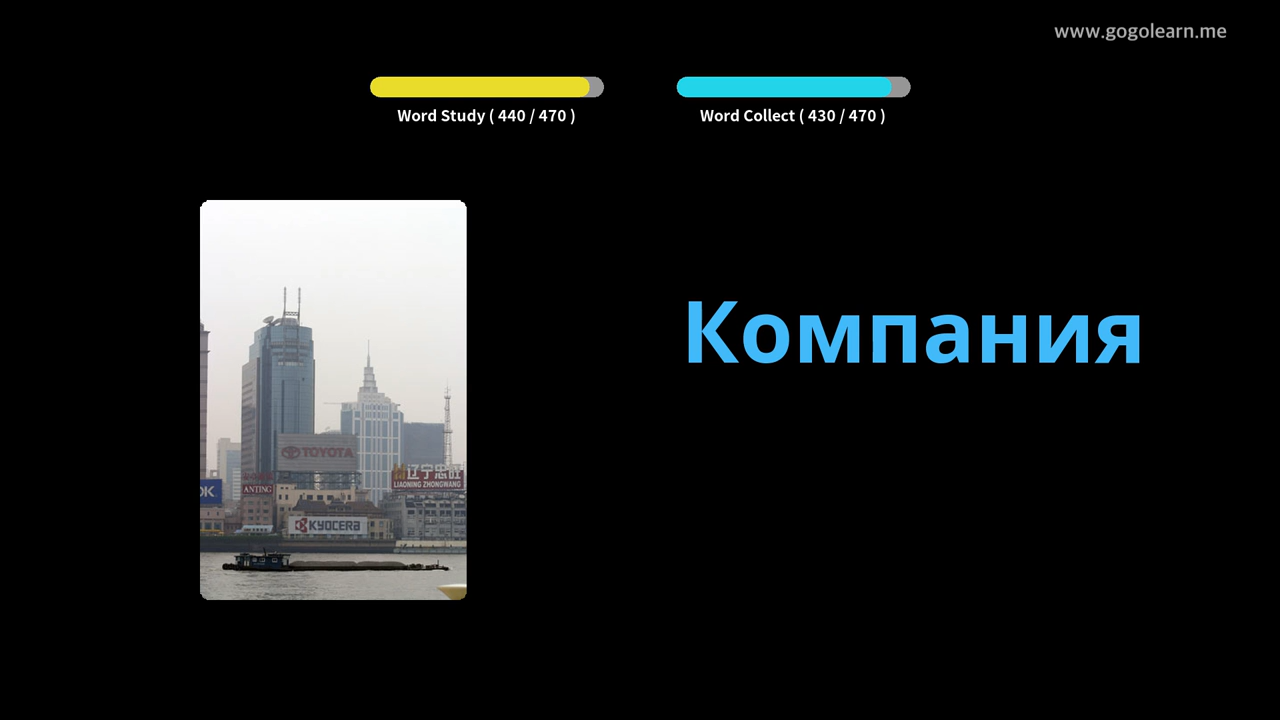 www.gogolearn.me
Word Study ( 440 / 470 )
Word Collect ( 430 / 470 )
Компания
TOYOTA
辽宁忠旺
LIAONING ZHONGWANG
ANTING
OK
KYOCERA